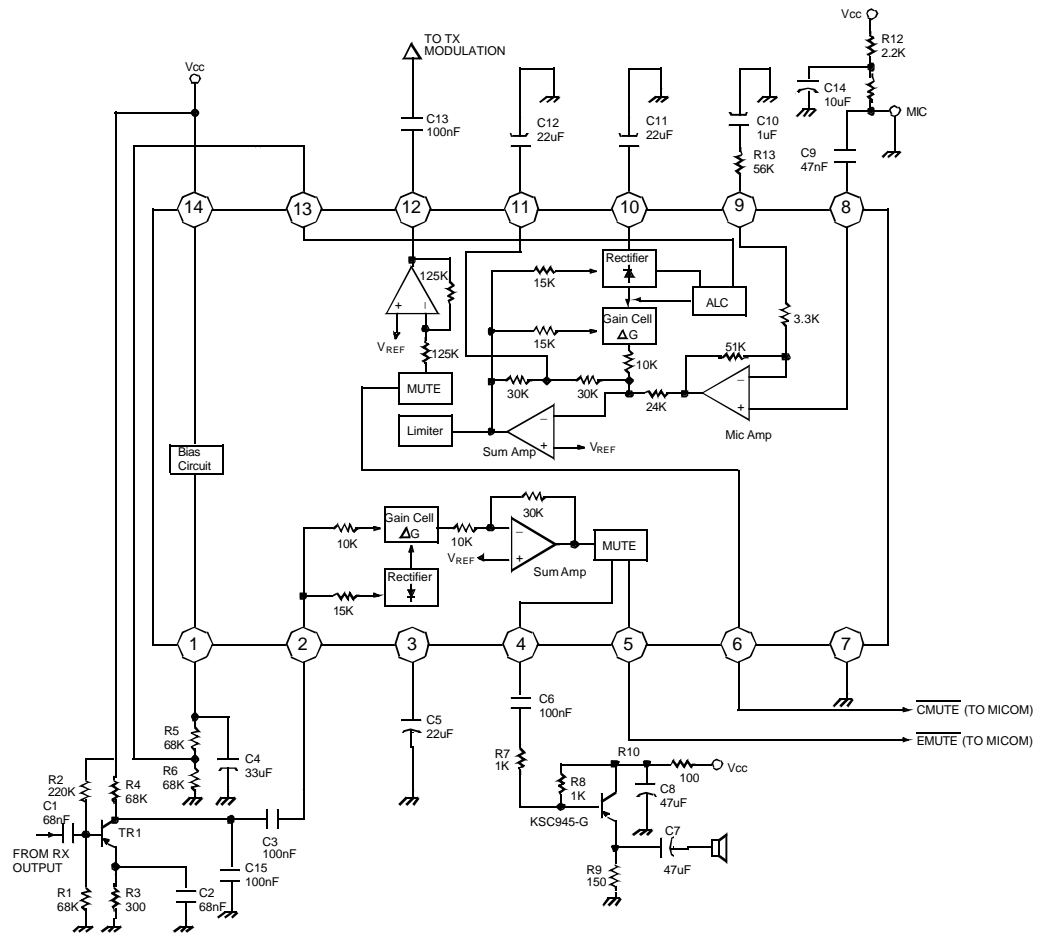 Vcc
R12
2.2K
TO TX
MODULATION
Vcc
C14
10uF
MIC
C13
100nF
C12
22uF
C11
22uF
C10
1uF
R13
56K
C9
47nF
14
13
12
11
10
9
8
125K
+
−
VREF
125K
MUTE
Limiter
15K
Rectifier
ALC
Gain Cell
ΔG
15K
10K
3.3K
51K
30K
30K
24K
−
+
Mic Amp
−
+
Sum Amp
VREF
Bias
Circuit
10K
Gain Cell
ΔG
10K
30K
−
+
VREF
Sum Amp
MUTE
Rectifier
15K
1
2
3
4
5
6
7
C6
100nF
C5
22uF
CMUTE (TO MICOM)
EMUTE (TO MICOM)
R5
68K
R6
68K
C4
33uF
R7
1K
R10
100
Vcc
R8
1K
C8
47uF
KSC945-G
R2
220K
R4
68K
C1
68nF
TR1
FROM RX
OUTPUT
C3
100nF
C15
100nF
C7
47uF
R9
150
R1
68K
R3
300
C2
68nF